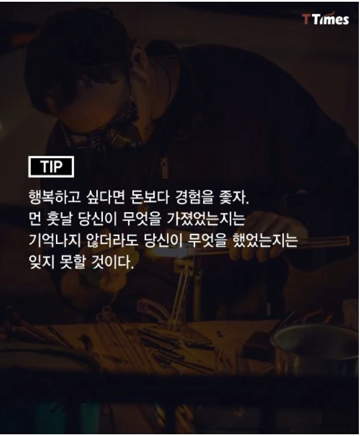 TTimes
TIP
행복하고 싶다면 돈보다 경험을 좇자.
먼 훗날 당신이 무엇을 가졌었는지는
기억나지 않더라도 당신이 무엇을 했었는지는
잊지 못할 것이다.